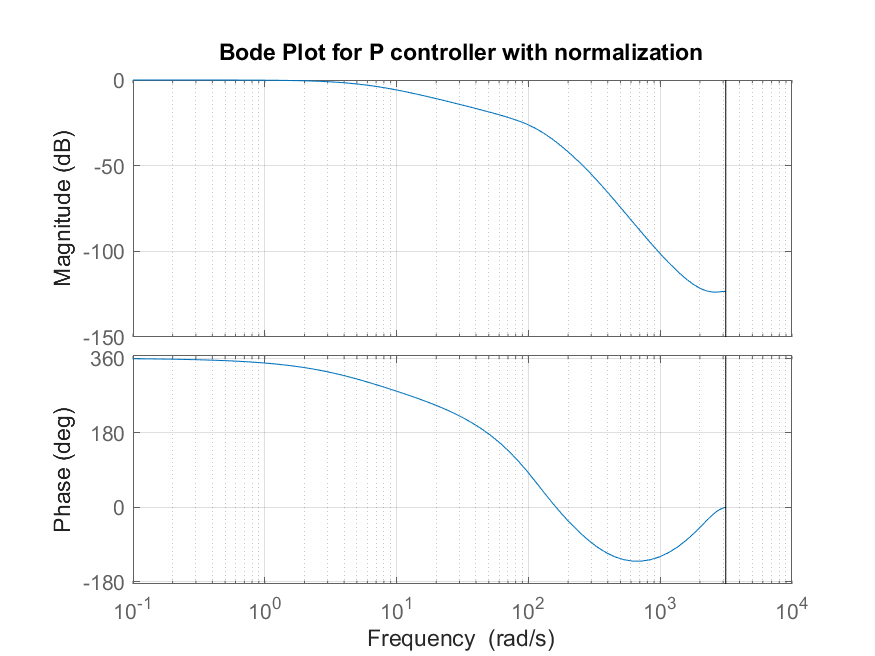 Bode Plot for P controller with normalization
0
-50
-100
-150
Magnitude (dB)
360
180
0
-180
Phase (deg)
10^-1 10^0 10^1 10^2 10^3 10^4
Frequency (rad/s)